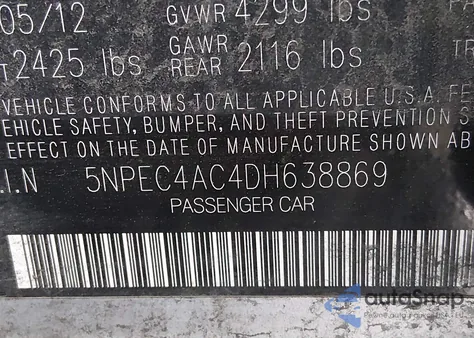 05/12 GVWR 4299 lbs
T 2425 lbs GAWR REAR 2116 lbs
VEHICLE CONFORMS TO ALL APPLICABLE U.S.A. FE
EHICLE SAFETY, BUMPER, AND THEFT PREVENTION S
ECT ON THE DATE OF MANUFACTURE SHOWN AB
.I.N 5NPEC4AC4DH638869
PASSENGER CAR
autoSnap